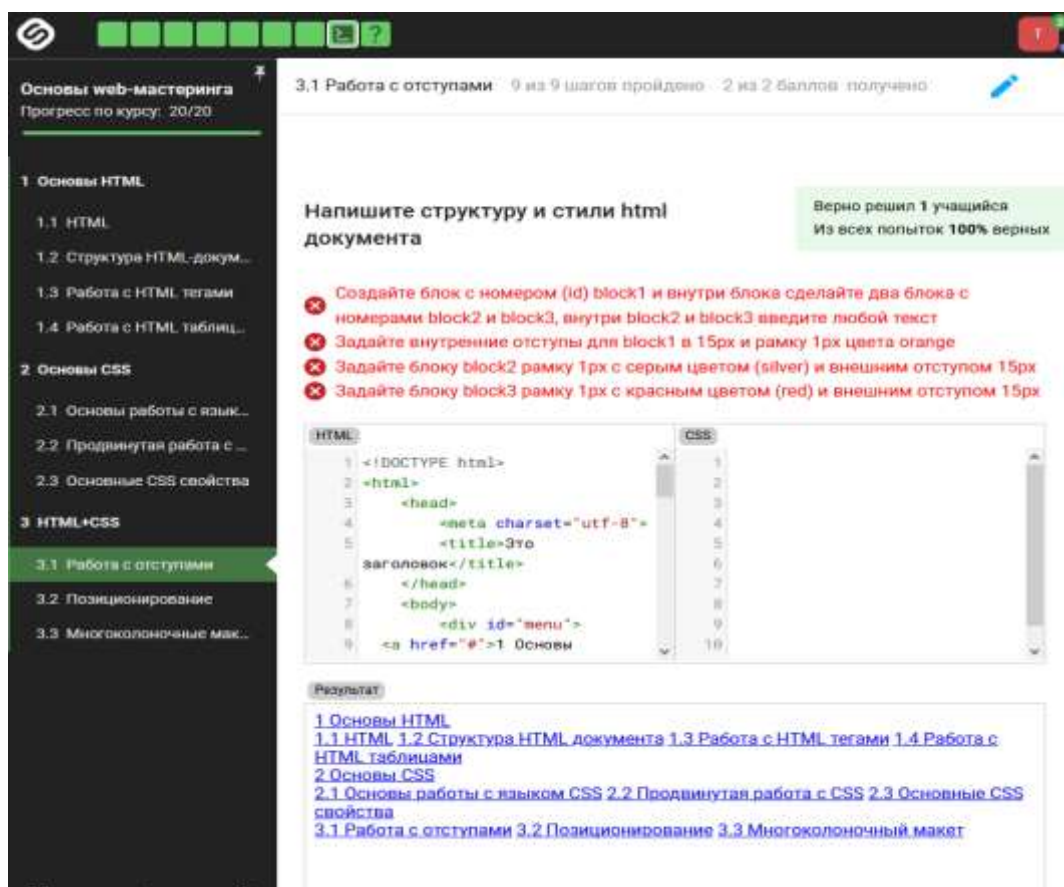 ?
T
Основы web-мастеринга
Прогресс по курсу: 20/20
1 Основы HTML
1.1 HTML
1.2 Структура HTML-докум...
1.3 Работа с HTML тегами
1.4 Работа с HTML таблиц...
2 Основы CSS
2.1 Основы работы с язык...
2.2 Продвинутая работа с ...
2.3 Основные CSS свойства
3 HTML+CSS
3.1 Работа с отступами
3.2 Позиционирование
3.3 Многоколоночные мак...
3.1 Работа с отступами 9 из 9 шагов пройдено 2 из 2 баллов получено
Напишите структуру и стили html
документа
Верно решил 1 учащийся
Из всех попыток 100% верных
Создайте блок с номером (id) block1 и внутри блока сделайте два блока с
номерами block2 и block3, внутри block2 и block3 введите любой текст
Задайте внутренние отступы для block1 в 15px и рамку 1px цвета orange
Задайте блоку block2 рамку 1px с серым цветом (silver) и внешним отступом 15px
Задайте блоку block3 рамку 1px с красным цветом (red) и внешним отступом 15px
HTML
1 <!DOCTYPE html>
2 <html>
3 <head>
4 <meta charset="utf-8">
5 <title>Это
заголовок</title>
6 </head>
7 <body>
8 <div id="menu">
9 <a href="#">1 Основы
CSS
1
2
3
4
5
6
7
8
9
10
Результат
1 Основы HTML
1.1 HTML 1.2 Структура HTML документа 1.3 Работа с HTML тегами 1.4 Работа с
HTML таблицами
2 Основы CSS
2.1 Основы работы с языком CSS 2.2 Продвинутая работа с CSS 2.3 Основные CSS
свойства
3.1 Работа с отступами 3.2 Позиционирование 3.3 Многоколоночный макет